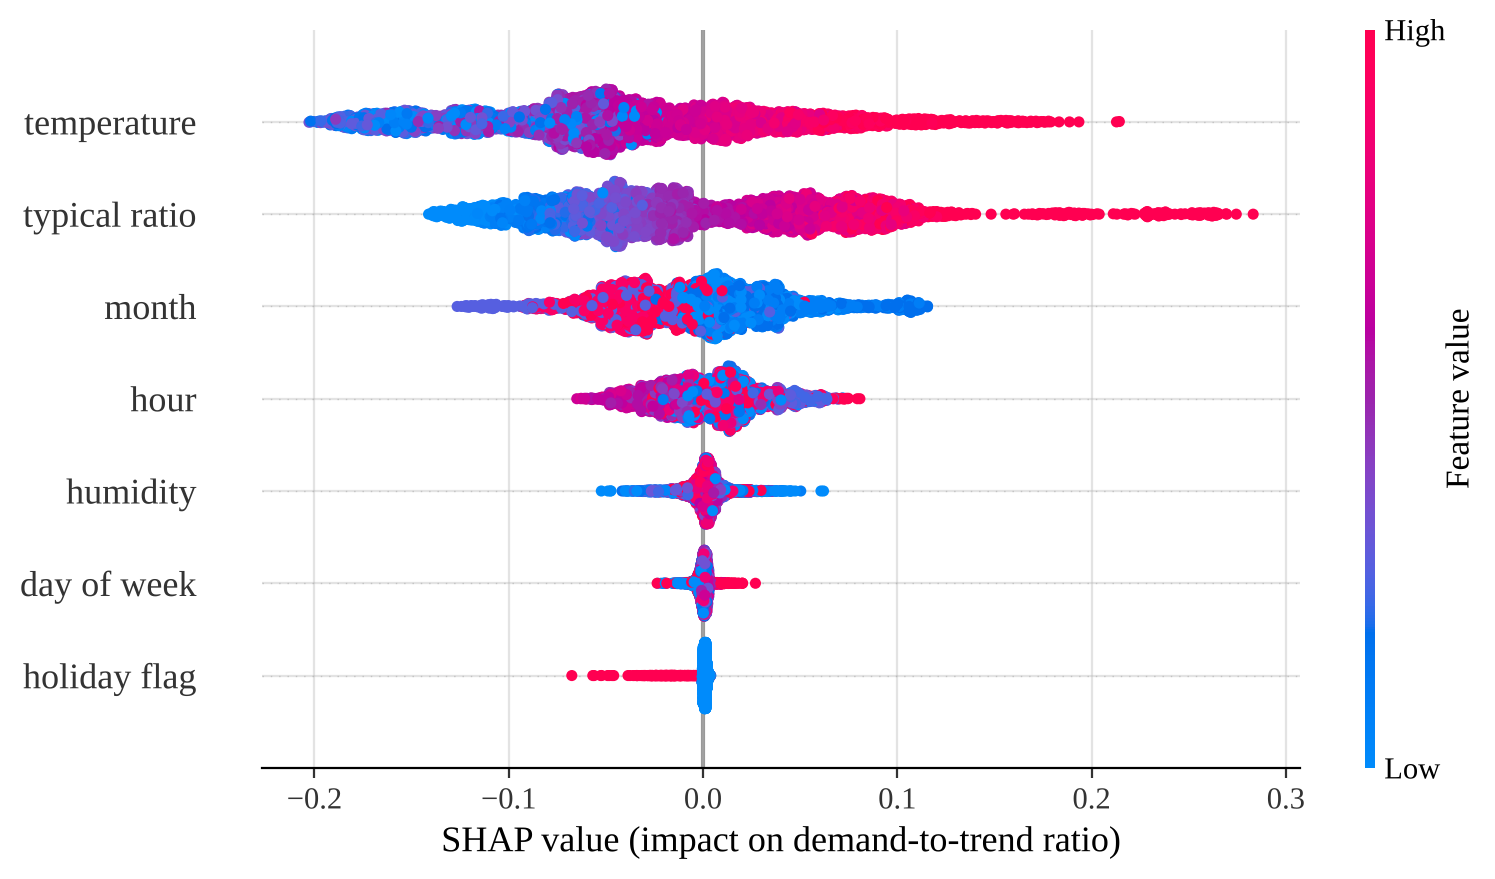 High
temperature
typical ratio
month
hour
humidity
day of week
holiday flag
Feature value
Low
−0.2 −0.1 0.0 0.1 0.2 0.3
SHAP value (impact on demand-to-trend ratio)